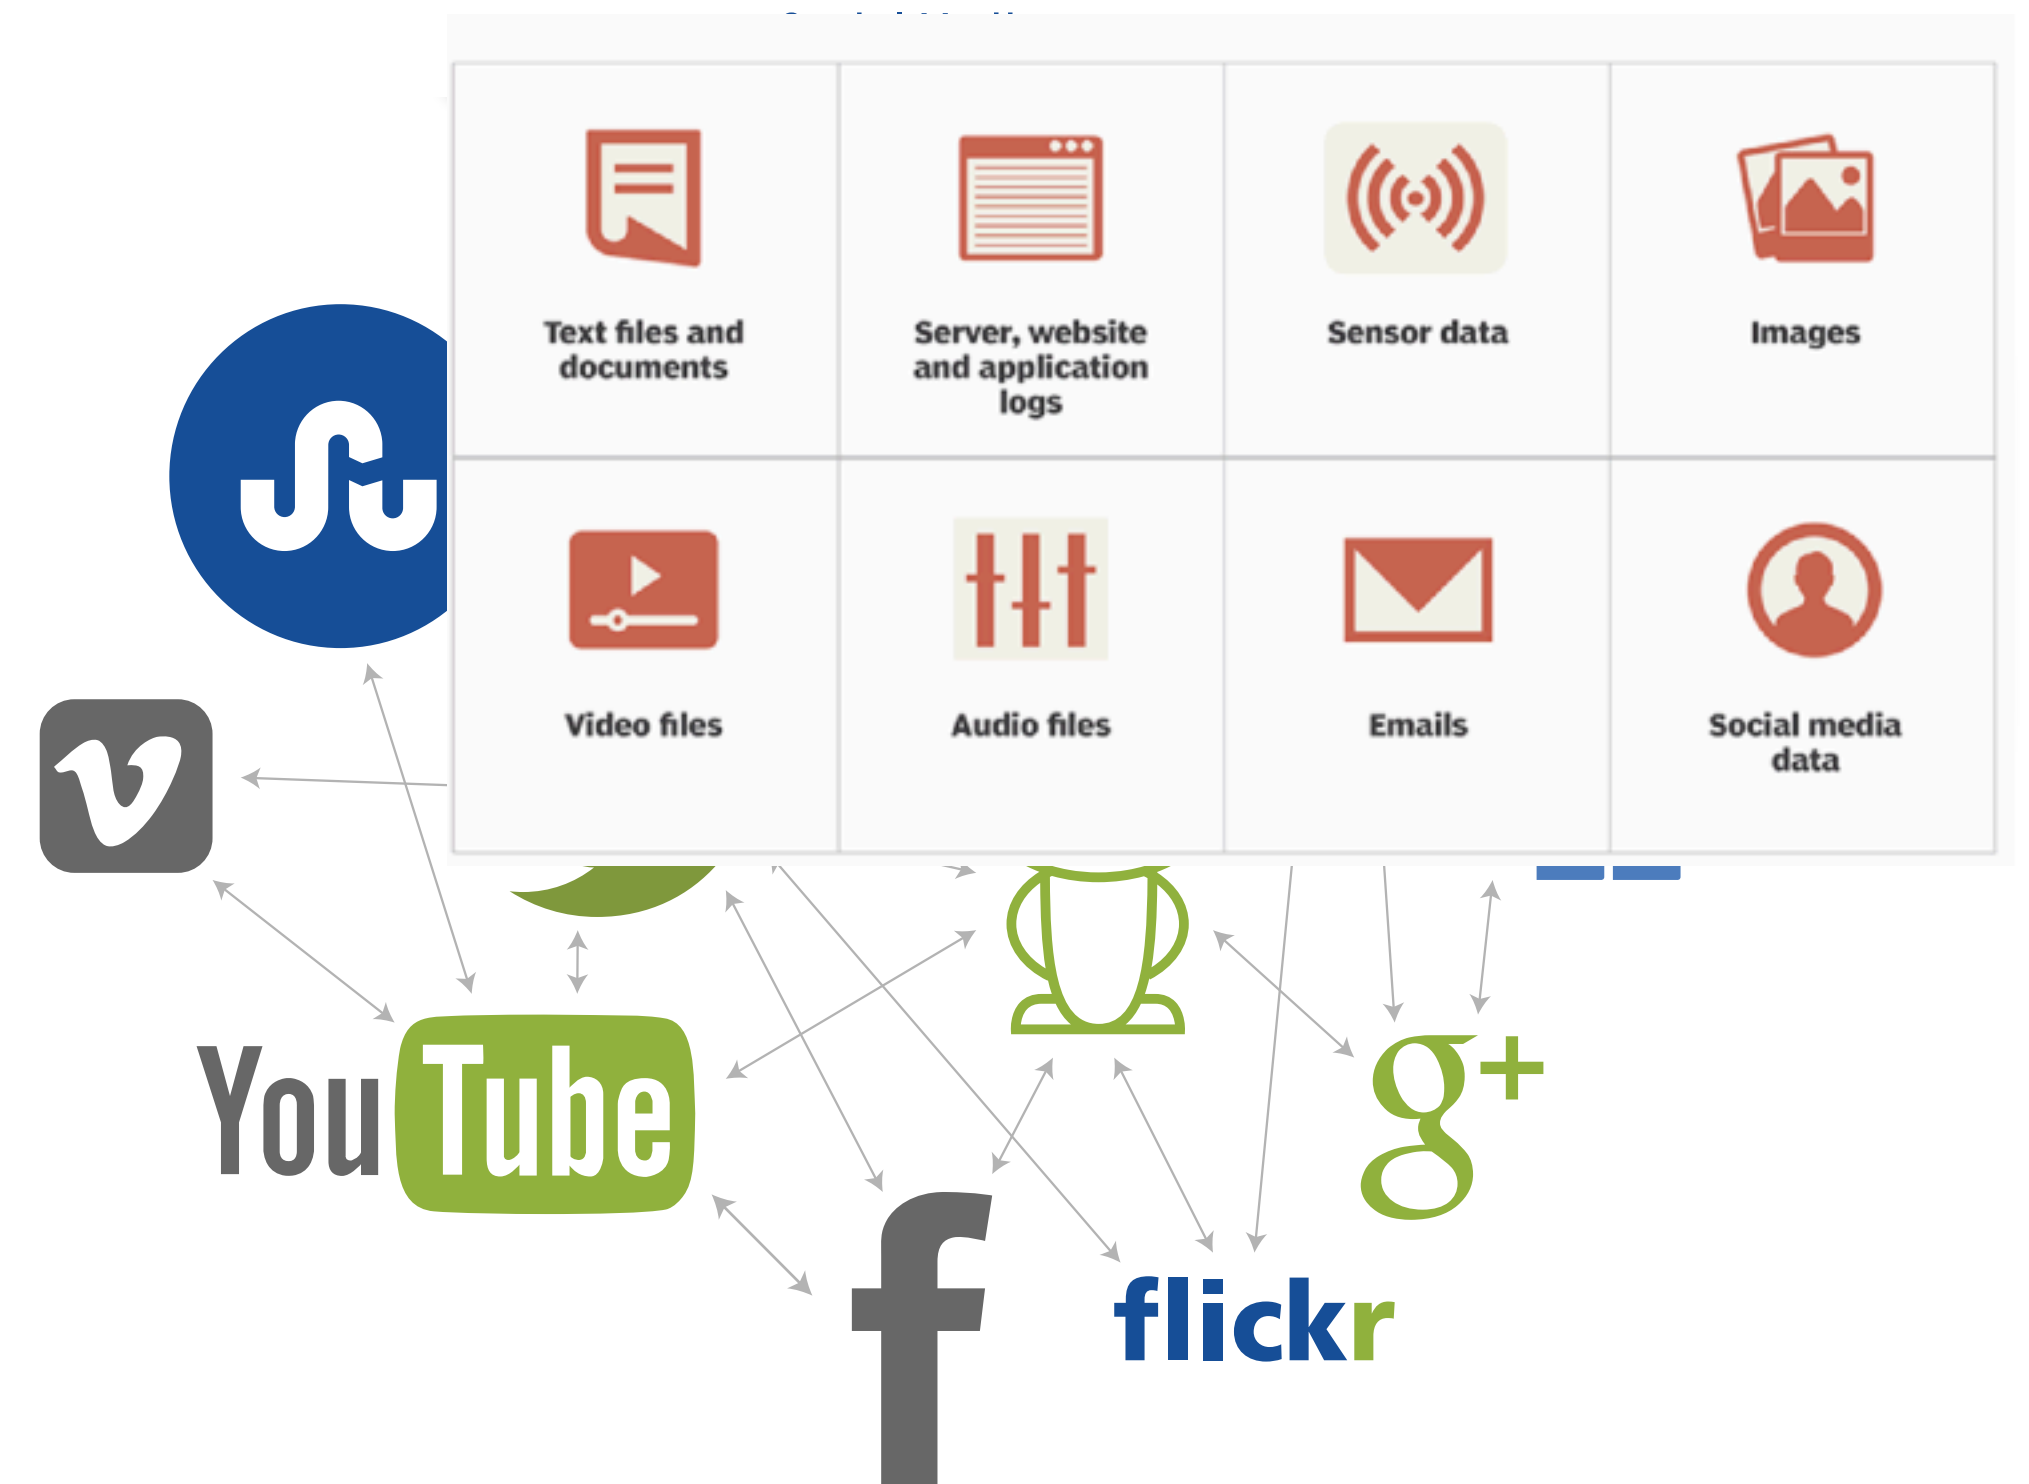 Text files and
documents
Server, website
and application
logs
Sensor data
Images
Video files
Audio files
Emails
Social media
data
YouTube
g+
f
flickr